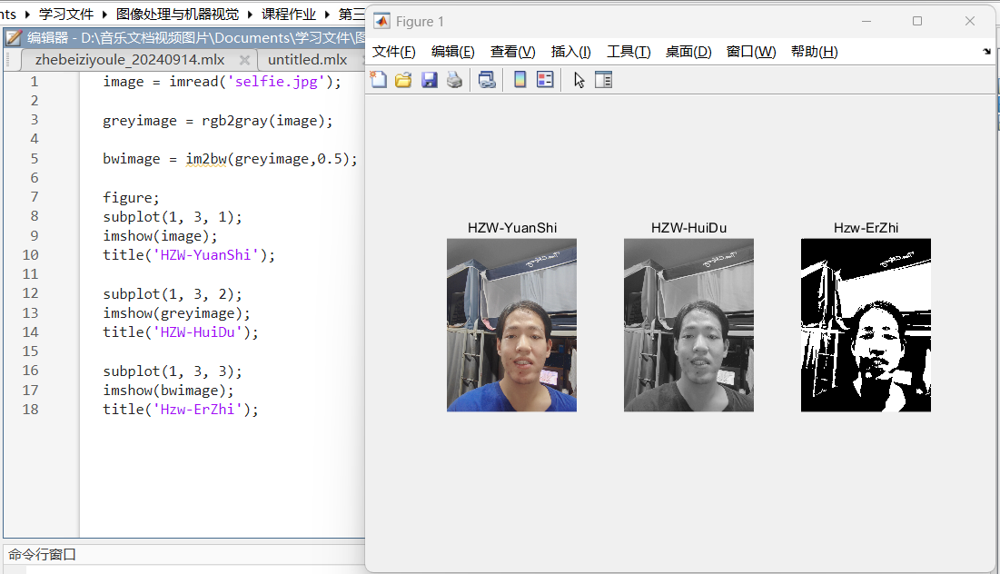 nts ▸ 学习文件 ▸ 图像处理与机器视觉 ▸ 课程作业 ▸ 第三
编辑器 - D:\音乐文档视频图片\Documents\学习文件\图
zhebeiziyoule_20240914.mlx
untitled.mlx
1 image = imread('selfie.jpg');
2
3 greyimage = rgb2gray(image);
4
5 bwimage = im2bw(greyimage,0.5);
6
7 figure;
8 subplot(1, 3, 1);
9 imshow(image);
10 title('HZW-YuanShi');
11
12 subplot(1, 3, 2);
13 imshow(greyimage);
14 title('HZW-HuiDu');
15
16 subplot(1, 3, 3);
17 imshow(bwimage);
18 title('Hzw-ErZhi');
命令行窗口
Figure 1
文件(F) 编辑(E) 查看(V) 插入(I) 工具(T) 桌面(D) 窗口(W) 帮助(H)
HZW-YuanShi
HZW-HuiDu
Hzw-ErZhi